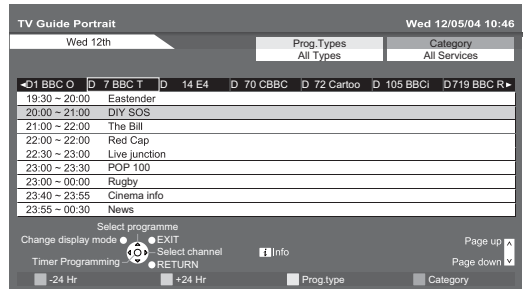 TV Guide Portrait Wed 12/05/04 10:46
Wed 12th Prog.Types Category
All Types All Services
D1 BBC O D 7 BBC T D 14 E4 D 70 CBBC D 72 Cartoo D 105 BBCi D719 BBC R
19:30 ~ 20:00 Eastender
20:00 ~ 21:00 DIY SOS
21:00 ~ 22:00 The Bill
22:00 ~ 22:00 Red Cap
22:30 ~ 23:00 Live junction
23:00 ~ 23:30 POP 100
23:00 ~ 00:00 Rugby
23:40 ~ 23:55 Cinema info
23:55 ~ 00:30 News
Select programme
Change display mode EXIT Page up
Select channel i Info
Timer Programming RETURN Page down
-24 Hr +24 Hr Prog.type Category